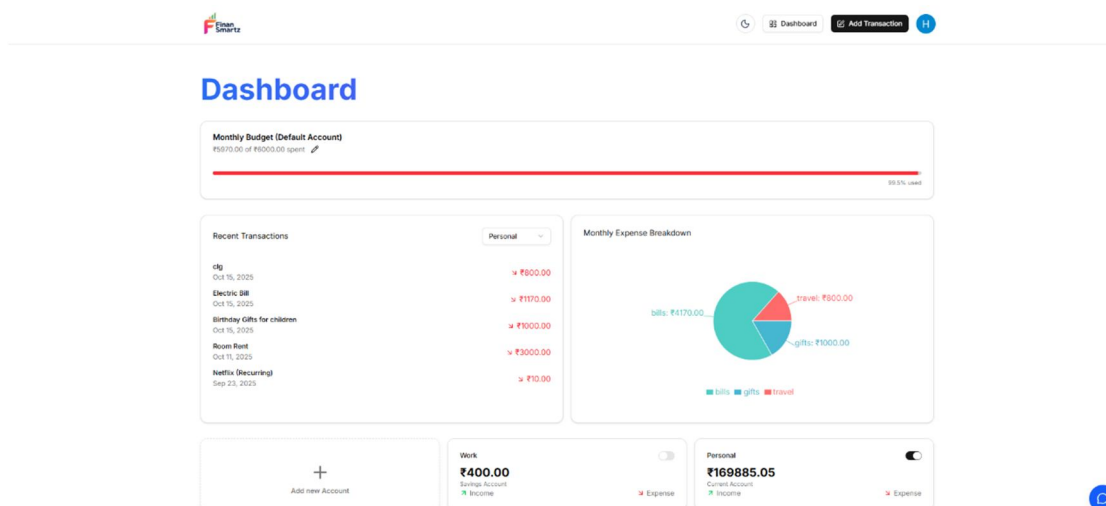 Finan
Smartz
Dashboard
Add Transaction
H
Dashboard
Monthly Budget (Default Account)
₹5970.00 of ₹6000.00 spent
99.5% used
Recent Transactions
Personal
clg
Oct 15, 2025
₹800.00
Electric Bill
Oct 15, 2025
₹1170.00
Birthday Gifts for children
Oct 15, 2025
₹1000.00
Room Rent
Oct 11, 2025
₹3000.00
Netflix (Recurring)
Sep 23, 2025
₹10.00
Monthly Expense Breakdown
travel: ₹800.00
bills: ₹4170.00
gifts: ₹1000.00
bills gifts travel
Add new Account
Work
₹400.00
Savings Account
Income
Expense
Personal
₹169885.05
Current Account
Income
Expense